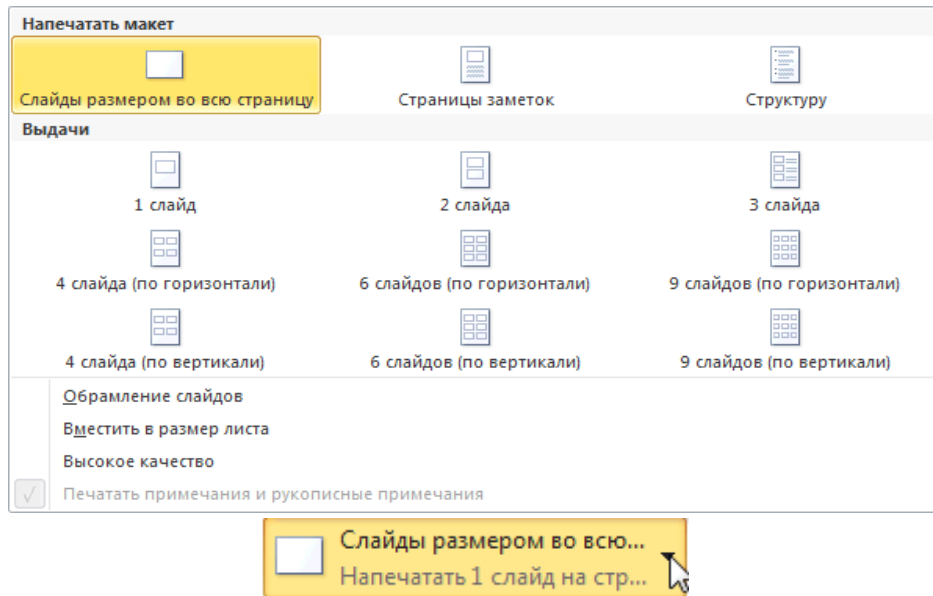 Напечатать макет
Слайды размером во всю страницу Страницы заметок Структуру
Выдачи
1 слайд 2 слайда 3 слайда
4 слайда (по горизонтали) 6 слайдов (по горизонтали) 9 слайдов (по горизонтали)
4 слайда (по вертикали) 6 слайдов (по вертикали) 9 слайдов (по вертикали)
Обрамление слайдов
Вместить в размер листа
Высокое качество
Печатать примечания и рукописные примечания
Слайды размером во всю...
Напечатать 1 слайд на стр...